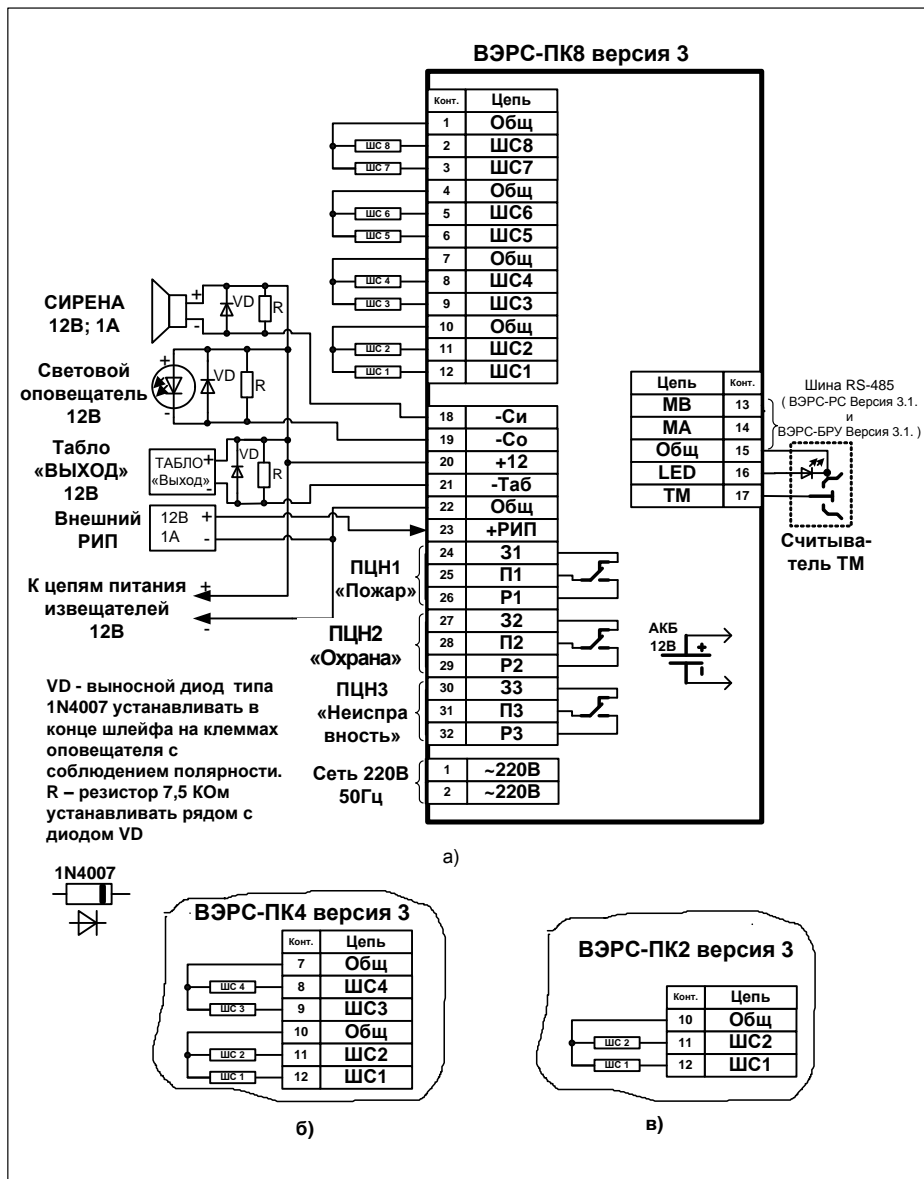 ВЭРС-ПК8 версия 3
Конт. Цепь
1 Общ
ШС 8 2 ШС8
ШС 7 3 ШС7
4 Общ
ШС 6 5 ШС6
ШС 5 6 ШС5
7 Общ
ШС 4 8 ШС4
ШС 3 9 ШС3
10 Общ
ШС 2 11 ШС2
ШС 1 12 ШС1
СИРЕНА
12В; 1А
+
-
VD
R
Световой
оповещатель
12В
+
-
VD
R
Табло
«ВЫХОД»
12В
ТАБЛО
«Выход»
+
-
VD
R
Внешний
РИП
12В +
1А -
К цепям питания
извещателей
12В
+
-
18 -Си
19 -Со
20 +12
21 -Таб
22 Общ
23 +РИП
24 З1
25 П1
26 Р1
27 З2
28 П2
29 Р2
30 З3
31 П3
32 Р3
ПЦН1
«Пожар»
ПЦН2
«Охрана»
ПЦН3
«Неиспра
вность»
Сеть 220В
50Гц
1 ~220В
2 ~220В
Цепь Конт.
МВ 13
МА 14
Общ 15
LED 16
ТМ 17
Шина RS-485
( ВЭРС-РС Версия 3.1.
и
ВЭРС-БРУ Версия 3.1. )
Считыва-
тель ТМ
АКБ
12В
+
-
VD - выносной диод типа
1N4007 устанавливать в
конце шлейфа на клеммах
оповещателя с
соблюдением полярности.
R – резистор 7,5 КОм
устанавливать рядом с
диодом VD
а)
1N4007
ВЭРС-ПК4 версия 3
Конт. Цепь
7 Общ
ШС 4 8 ШС4
ШС 3 9 ШС3
10 Общ
ШС 2 11 ШС2
ШС 1 12 ШС1
б)
ВЭРС-ПК2 версия 3
Конт. Цепь
10 Общ
ШС 2 11 ШС2
ШС 1 12 ШС1
в)